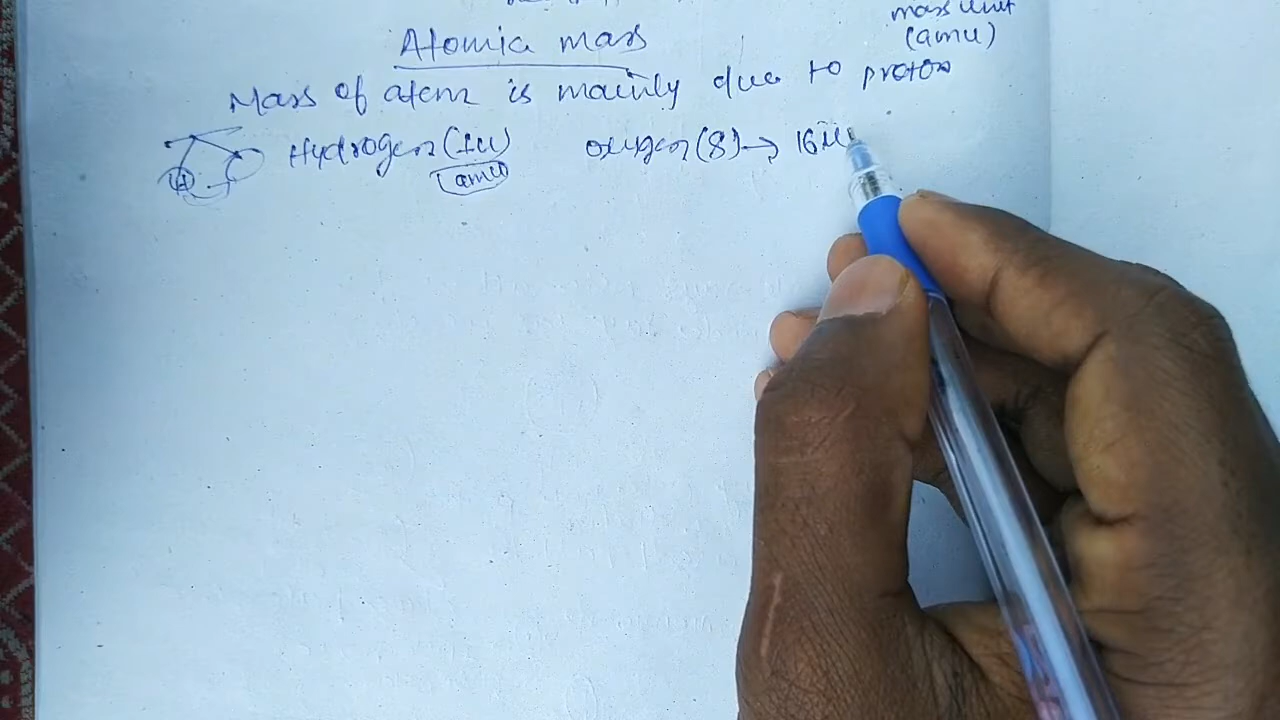 mass unit
(amu)
Atomic mass
Mass of atom is mainly due to proton
Hydrogen (1u) oxygen (8) → 16u
(amu)